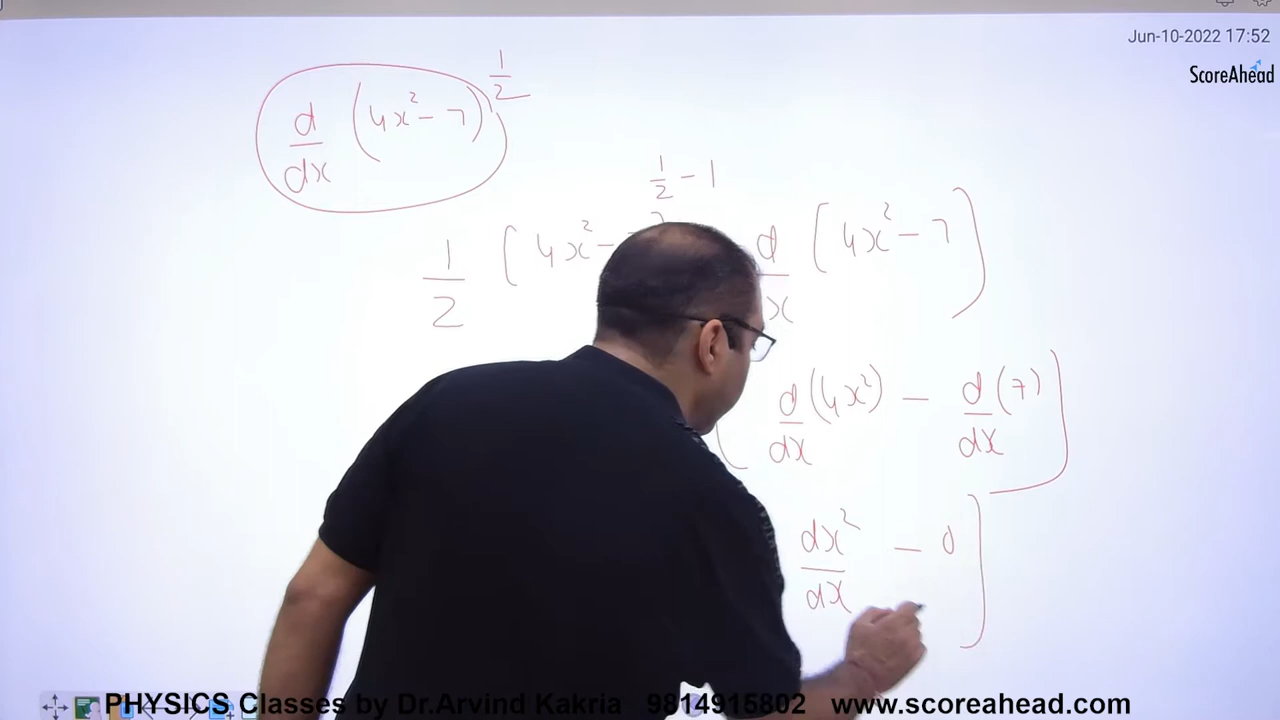 Jun-10-2022 17:52
ScoreAhead
d/dx (4x² - 7)^1/2
1/2 (4x² - 7)^1/2 - 1 d/dx (4x² - 7)
d/dx (4x²) - d/dx (7)]
dx²/dx - 0]
PHYSICS Classes by Dr.Arvind Kakria 9814915802 www.scoreahead.com